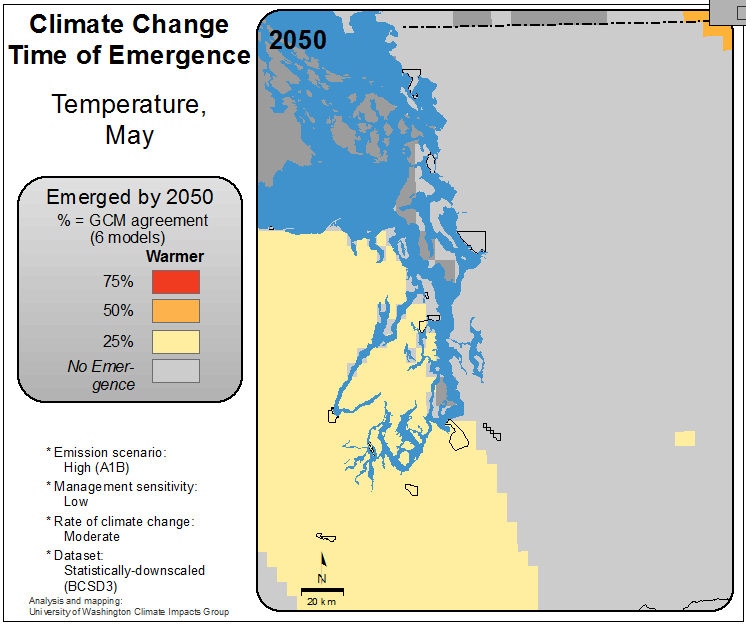 Climate Change
Time of Emergence
Temperature,
May
Emerged by 2050
% = GCM agreement
(6 models)
Warmer
75%
50%
25%
No Emer-
gence
* Emission scenario:
High (A1B)
* Management sensitivity:
Low
* Rate of climate change:
Moderate
* Dataset:
Statistically-downscaled
(BCSD3)
Analysis and mapping:
University of Washington Climate Impacts Group
2050
N
20 km